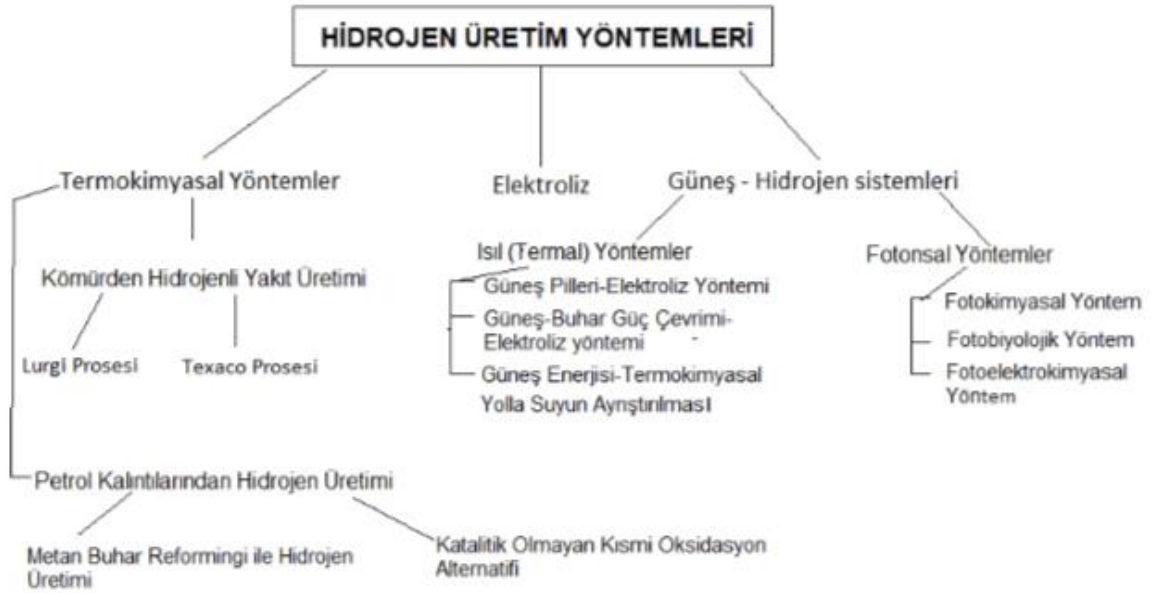 HİDROJEN ÜRETİM YÖNTEMLERİ
Termokimyasal Yöntemler
Elektroliz
Güneş - Hidrojen sistemleri
Kömürden Hidrojenli Yakıt Üretimi
Lurgi Prosesi
Texaco Prosesi
Isıl (Termal) Yöntemler
Güneş Pilleri-Elektroliz Yöntemi
Güneş-Buhar Güç Çevrimi-
Elektroliz yöntemi
Güneş Enerjisi-Termokimyasal
Yolla Suyun Ayrıştırılması
Fotonsal Yöntemler
Fotokimyasal Yöntem
Fotobiyolojik Yöntem
Fotoelektrokimyasal
Yöntem
Petrol Kalıntılarından Hidrojen Üretimi
Metan Buhar Reformingi ile Hidrojen
Üretimi
Katalitik Olmayan Kısmi Oksidasyon
Alternatifi